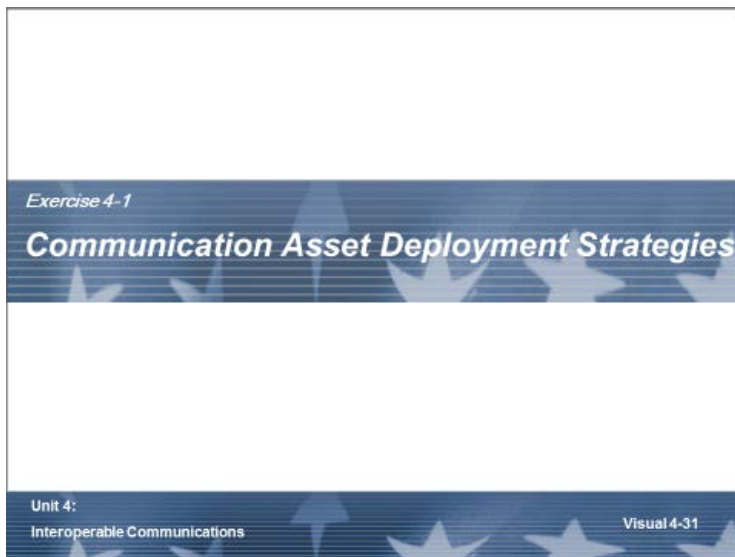 Exercise 4-1
Communication Asset Deployment Strategies
Unit 4:
Interoperable Communications
Visual 4-31